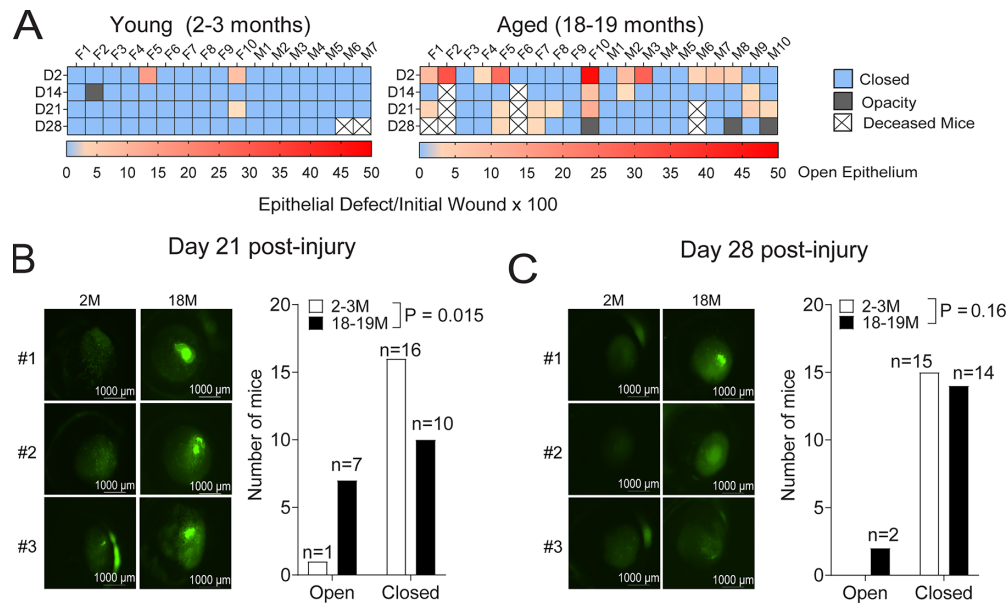 A
Young (2-3 months)
Aged (18-19 months)
F1 F2 F3 F4 F5 F6 F7 F8 F9 F10 M1 M2 M3 M4 M5 M6 M7
F1 F2 F3 F4 F5 F6 F7 F8 F9 F10 M1 M2 M3 M4 M5 M6 M7 M8 M9 M10
D2
D14
D21
D28
D2
D14
D21
D28
Closed
Opacity
Deceased Mice
0 5 10 15 20 25 30 35 40 45 50
0 5 10 15 20 25 30 35 40 45 50
Open Epithelium
Epithelial Defect/Initial Wound x 100
B
Day 21 post-injury
2M 18M
#1
1000 µm 1000 µm
#2
1000 µm 1000 µm
#3
1000 µm 1000 µm
Number of mice
20
15
10
5
0
2-3M
18-19M
P = 0.015
n=1
n=7
n=16
n=10
Open Closed
C
Day 28 post-injury
2M 18M
#1
1000 µm 1000 µm
#2
1000 µm 1000 µm
#3
1000 µm 1000 µm
Number of mice
20
15
10
5
0
2-3M
18-19M
P = 0.16
n=2
n=15
n=14
Open Closed